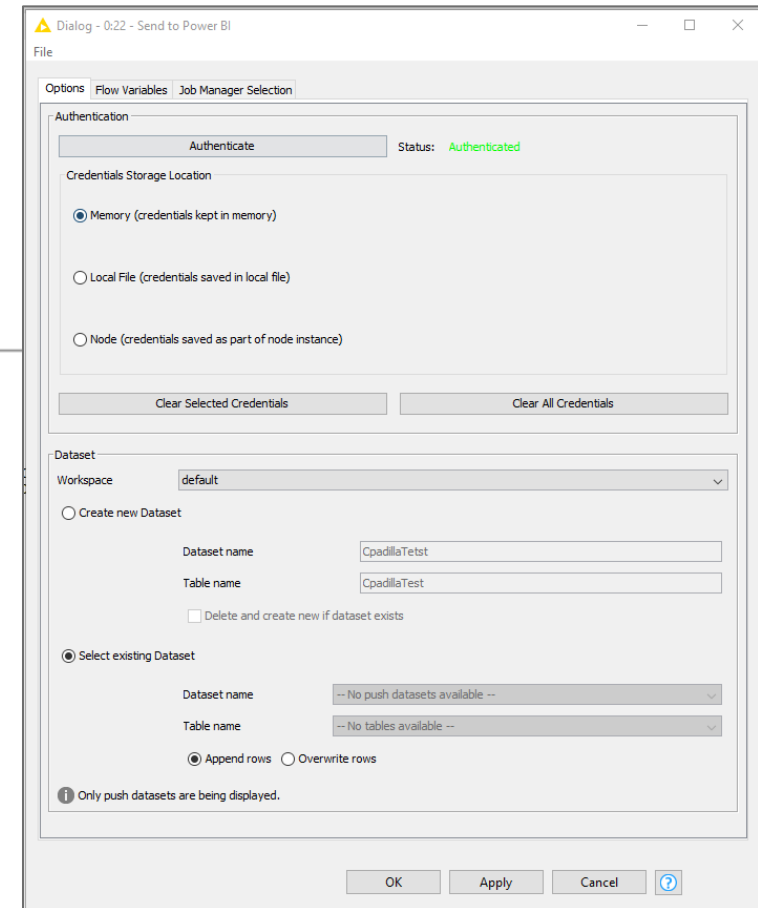 Dialog - 0:22 - Send to Power BI
File
Options Flow Variables Job Manager Selection
Authentication
Authenticate Status: Authenticated
Credentials Storage Location
Memory (credentials kept in memory)
Local File (credentials saved in local file)
Node (credentials saved as part of node instance)
Clear Selected Credentials Clear All Credentials
Dataset
Workspace default
Create new Dataset
Dataset name CpadillaTetst
Table name CpadillaTest
Delete and create new if dataset exists
Select existing Dataset
Dataset name -- No push datasets available --
Table name -- No tables available --
Append rows Overwrite rows
Only push datasets are being displayed.
OK Apply Cancel ?